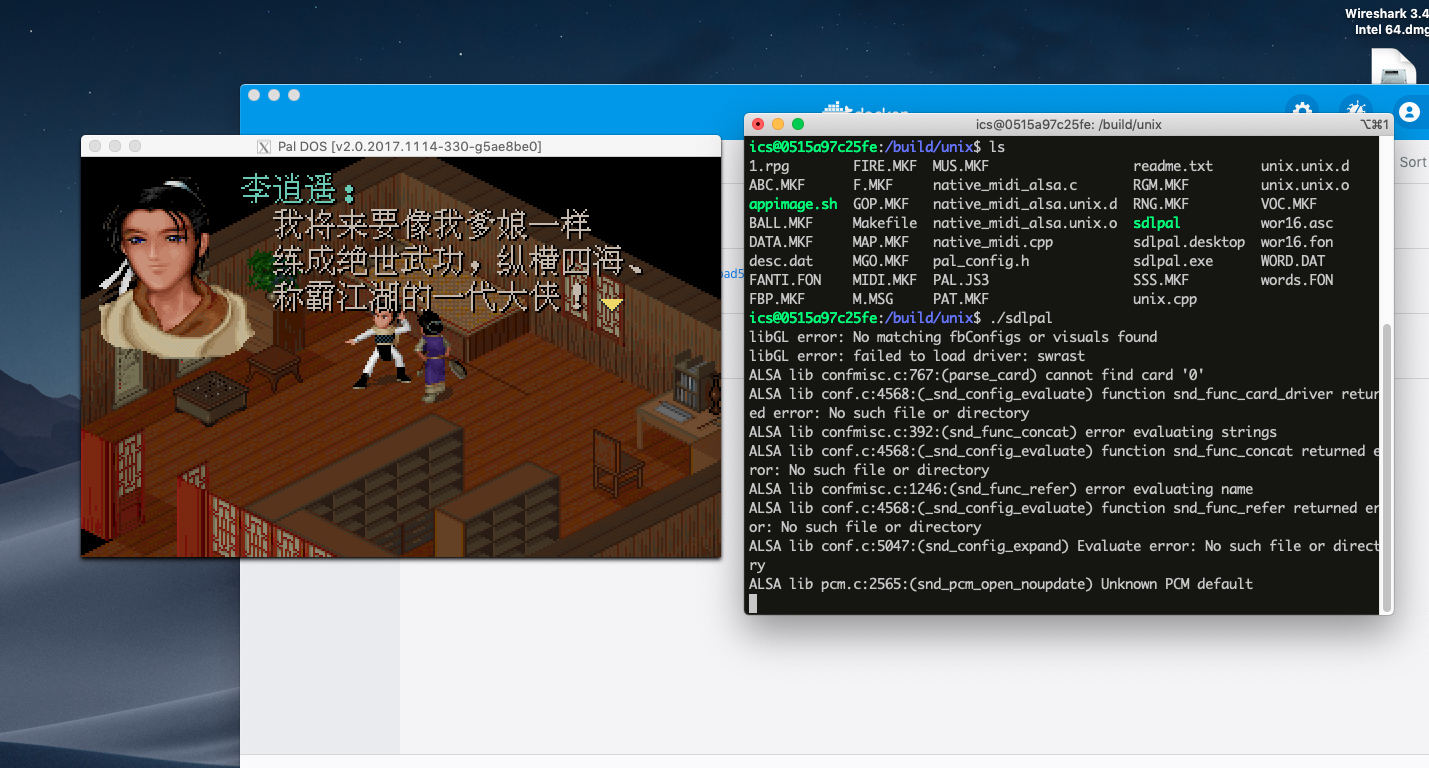 Wireshark 3.4
Intel 64.dmg
ics@0515a97c25fe: /build/unix
⌥⌘1
Pal DOS [v2.0.2017.1114-330-g5ae8be0]
Sort
李逍遥：
我将来要像我爹娘一样
练成绝世武功，纵横四海、
称霸江湖的一代大侠！
ics@0515a97c25fe:/build/unix$ ls
1.rpg FIRE.MKF MUS.MKF readme.txt unix.unix.d
ABC.MKF F.MKF native_midi_alsa.c RGM.MKF unix.unix.o
appimage.sh GOP.MKF native_midi_alsa.unix.d RNG.MKF VOC.MKF
BALL.MKF Makefile native_midi_alsa.unix.o sdlpal wor16.asc
DATA.MKF MAP.MKF native_midi.cpp sdlpal.desktop wor16.fon
desc.dat MGO.MKF pal_config.h sdlpal.exe WORD.DAT
FANTI.FON MIDI.MKF PAL.JS3 SSS.MKF words.FON
FBP.MKF M.MSG PAT.MKF unix.cpp
ics@0515a97c25fe:/build/unix$ ./sdlpal
libGL error: No matching fbConfigs or visuals found
libGL error: failed to load driver: swrast
ALSA lib confmisc.c:767:(parse_card) cannot find card '0'
ALSA lib conf.c:4568:(_snd_config_evaluate) function snd_func_card_driver return
ed error: No such file or directory
ALSA lib confmisc.c:392:(snd_func_concat) error evaluating strings
ALSA lib conf.c:4568:(_snd_config_evaluate) function snd_func_concat returned e
ror: No such file or directory
ALSA lib confmisc.c:1246:(snd_func_refer) error evaluating name
ALSA lib conf.c:4568:(_snd_config_evaluate) function snd_func_refer returned er
or: No such file or directory
ALSA lib conf.c:5047:(snd_config_expand) Evaluate error: No such file or direct
ry
ALSA lib pcm.c:2565:(snd_pcm_open_noupdate) Unknown PCM default